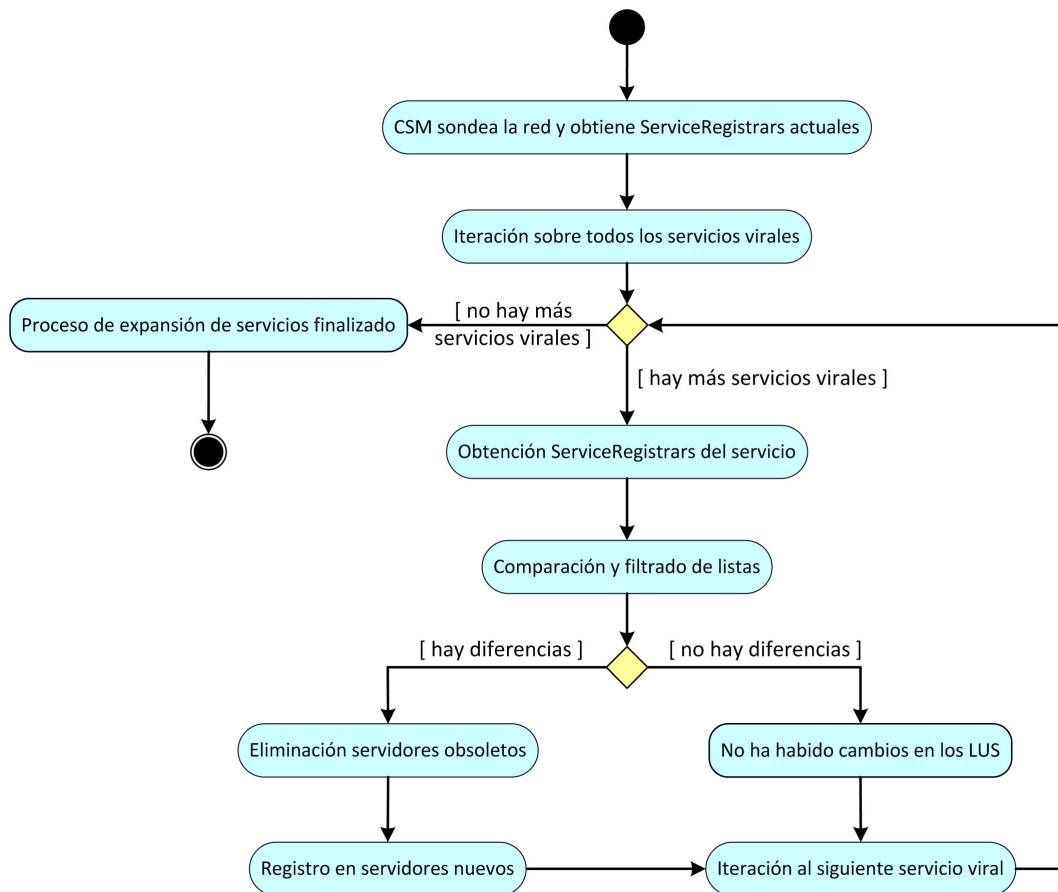 CSM sondea la red y obtiene ServiceRegistrars actuales
Iteración sobre todos los servicios virales
[ no hay más
servicios virales ]
Proceso de expansión de servicios finalizado
[ hay más servicios virales ]
Obtención ServiceRegistrars del servicio
Comparación y filtrado de listas
[ hay diferencias ]
[ no hay diferencias ]
Eliminación servidores obsoletos
No ha habido cambios en los LUS
Registro en servidores nuevos
Iteración al siguiente servicio viral